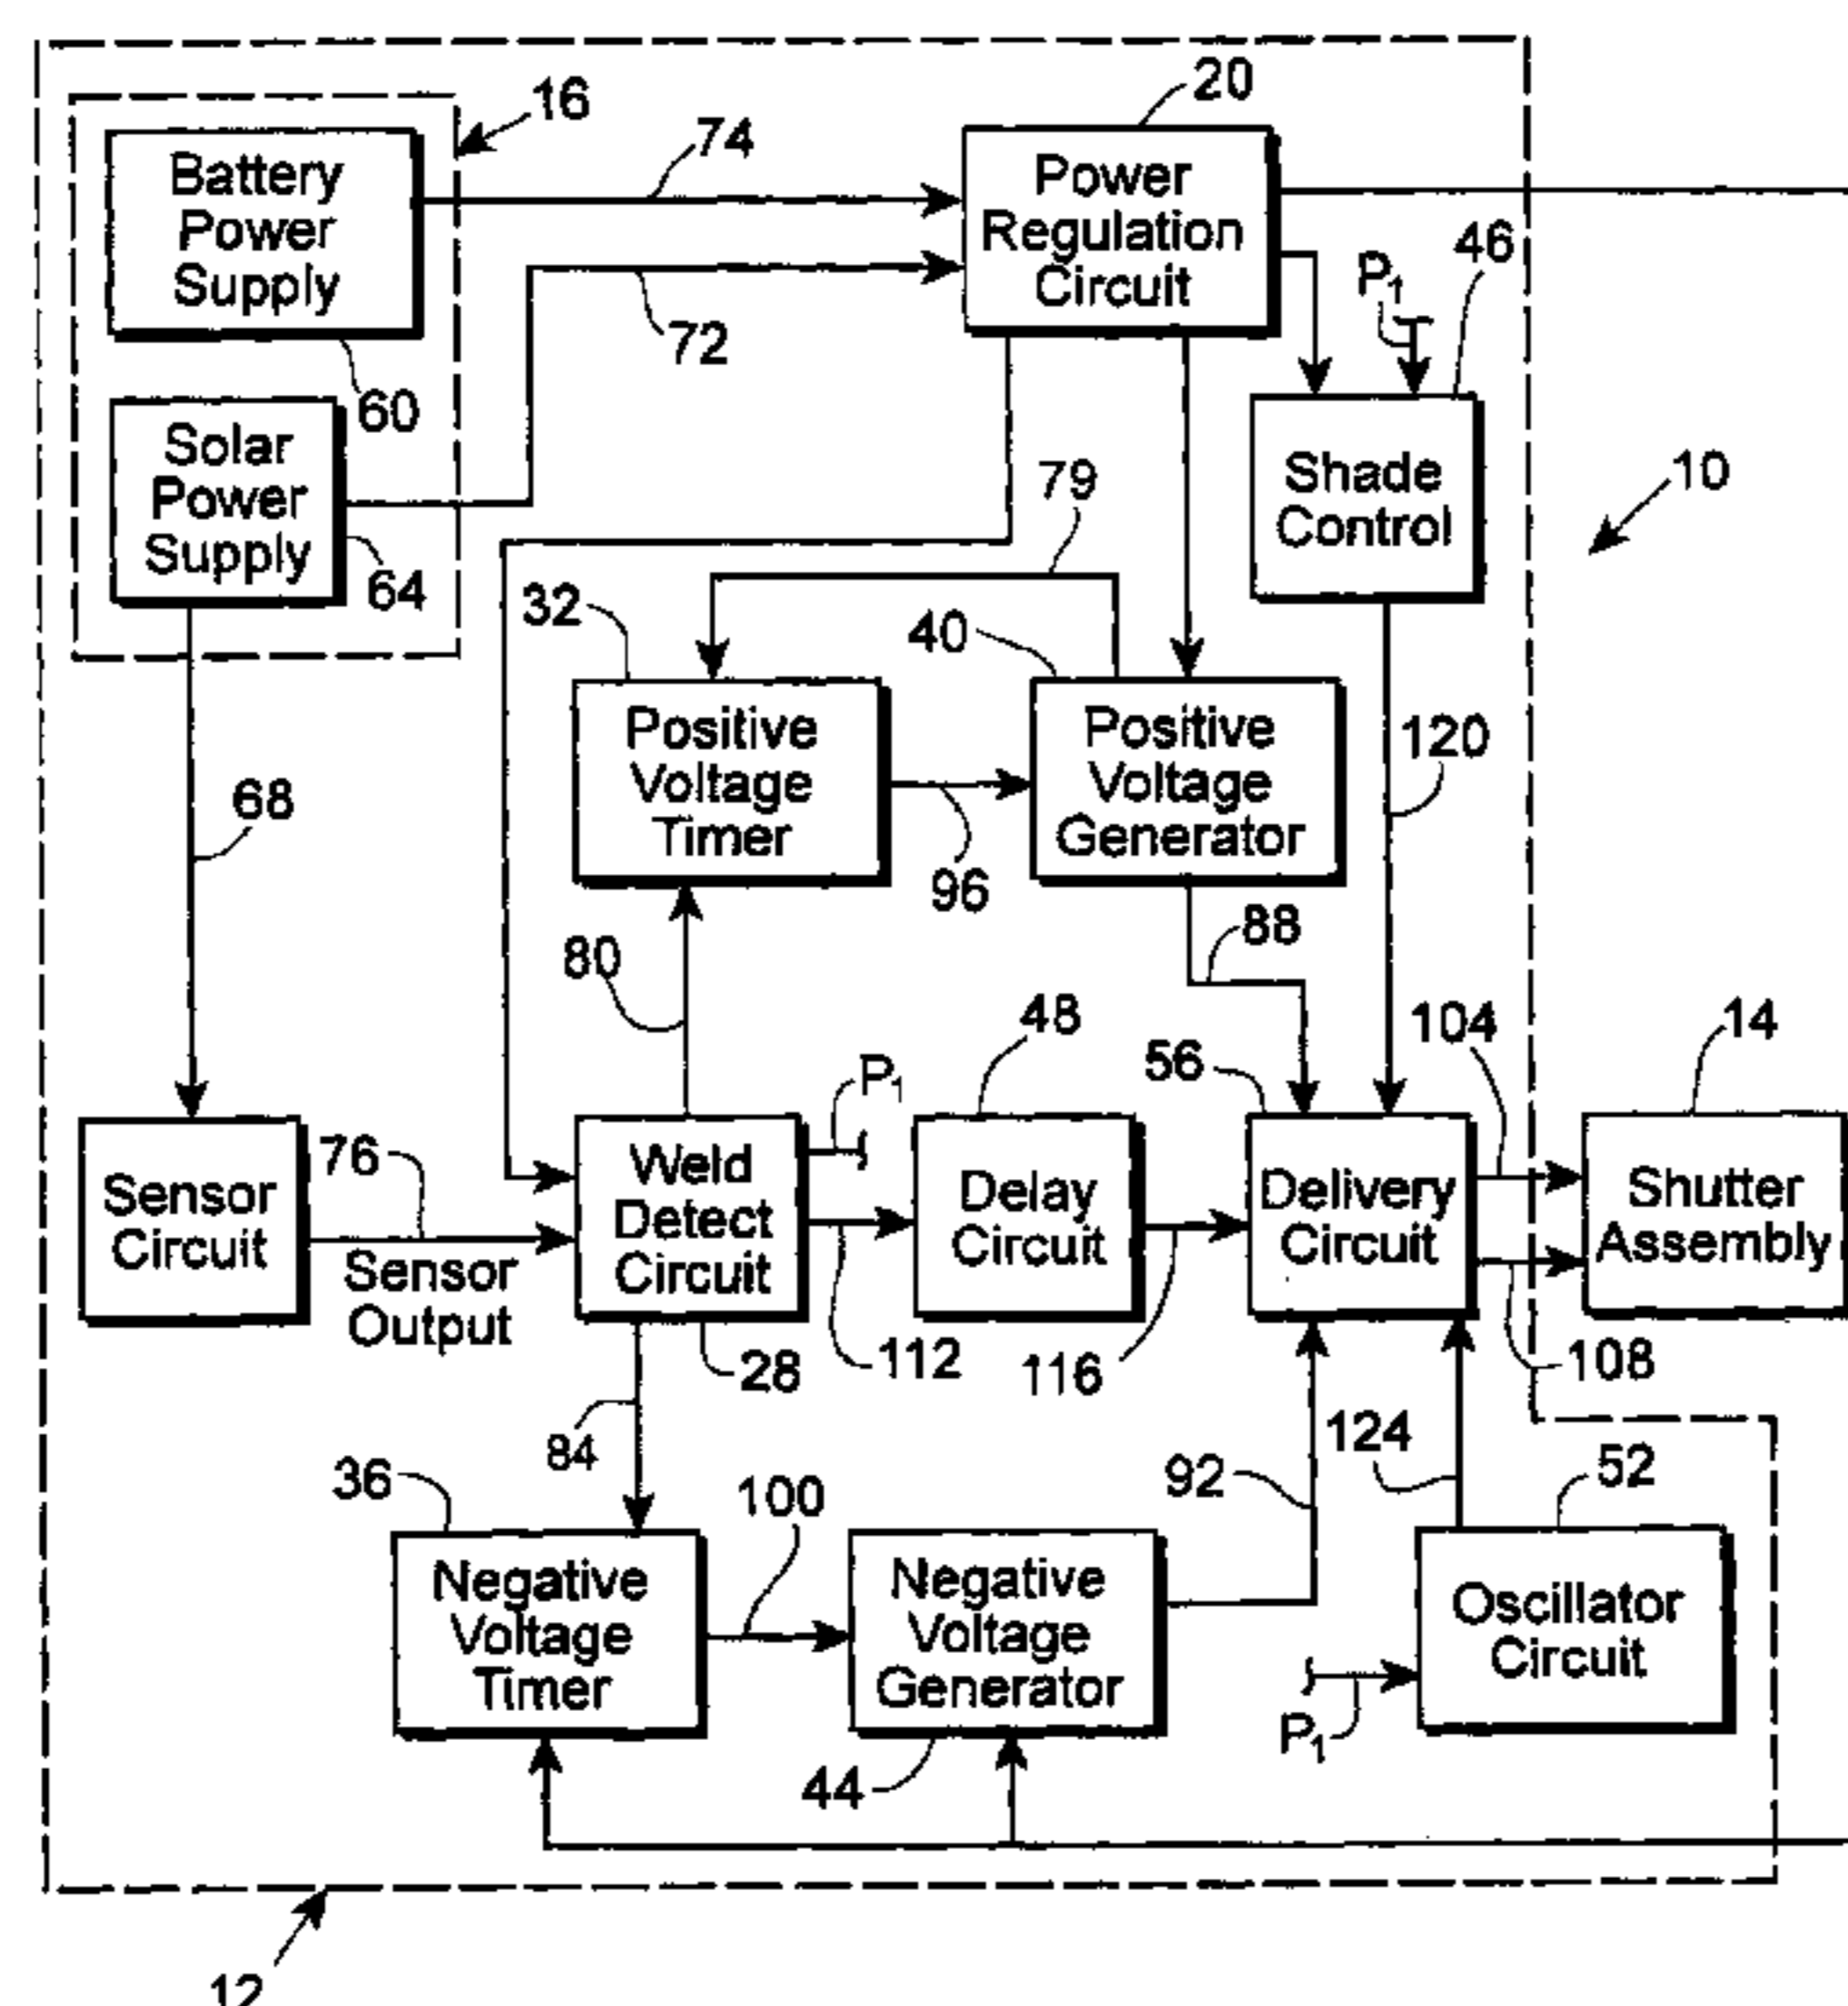 20
16
74
Battery
Power
Supply
Power
Regulation
Circuit
46
P1
72
60
Solar
Power
Supply
79
Shade
Control
10
64
32
40
Positive
Voltage
Timer
Positive
Voltage
Generator
120
68
96
88
80
48
104
14
56
P1
76
Sensor
Circuit
Weld
Detect
Circuit
Delay
Circuit
Delivery
Circuit
Shutter
Assembly
Sensor
Output
28
112
116
108
84
124
36
100
92
52
Negative
Voltage
Timer
Negative
Voltage
Generator
Oscillator
Circuit
P1
44
12